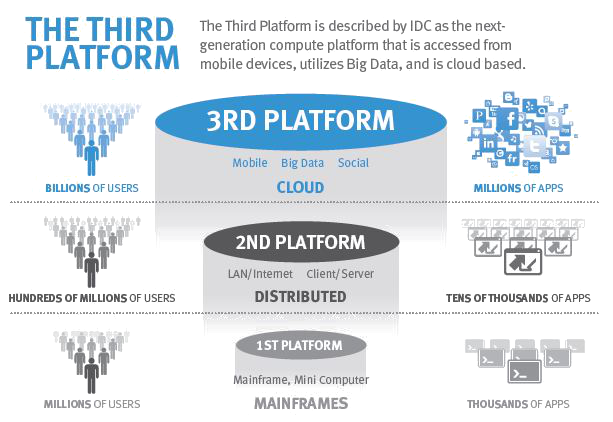 THE THIRD
PLATFORM
The Third Platform is described by IDC as the next-
generation compute platform that is accessed from
mobile devices, utilizes Big Data, and is cloud based.
3RD PLATFORM
Mobile Big Data Social
CLOUD
BILLIONS OF USERS
MILLIONS OF APPS
2ND PLATFORM
LAN/Internet Client/Server
DISTRIBUTED
HUNDREDS OF MILLIONS OF USERS
TENS OF THOUSANDS OF APPS
1ST PLATFORM
Mainframe, Mini Computer
MAINFRAMES
MILLIONS OF USERS
THOUSANDS OF APPS